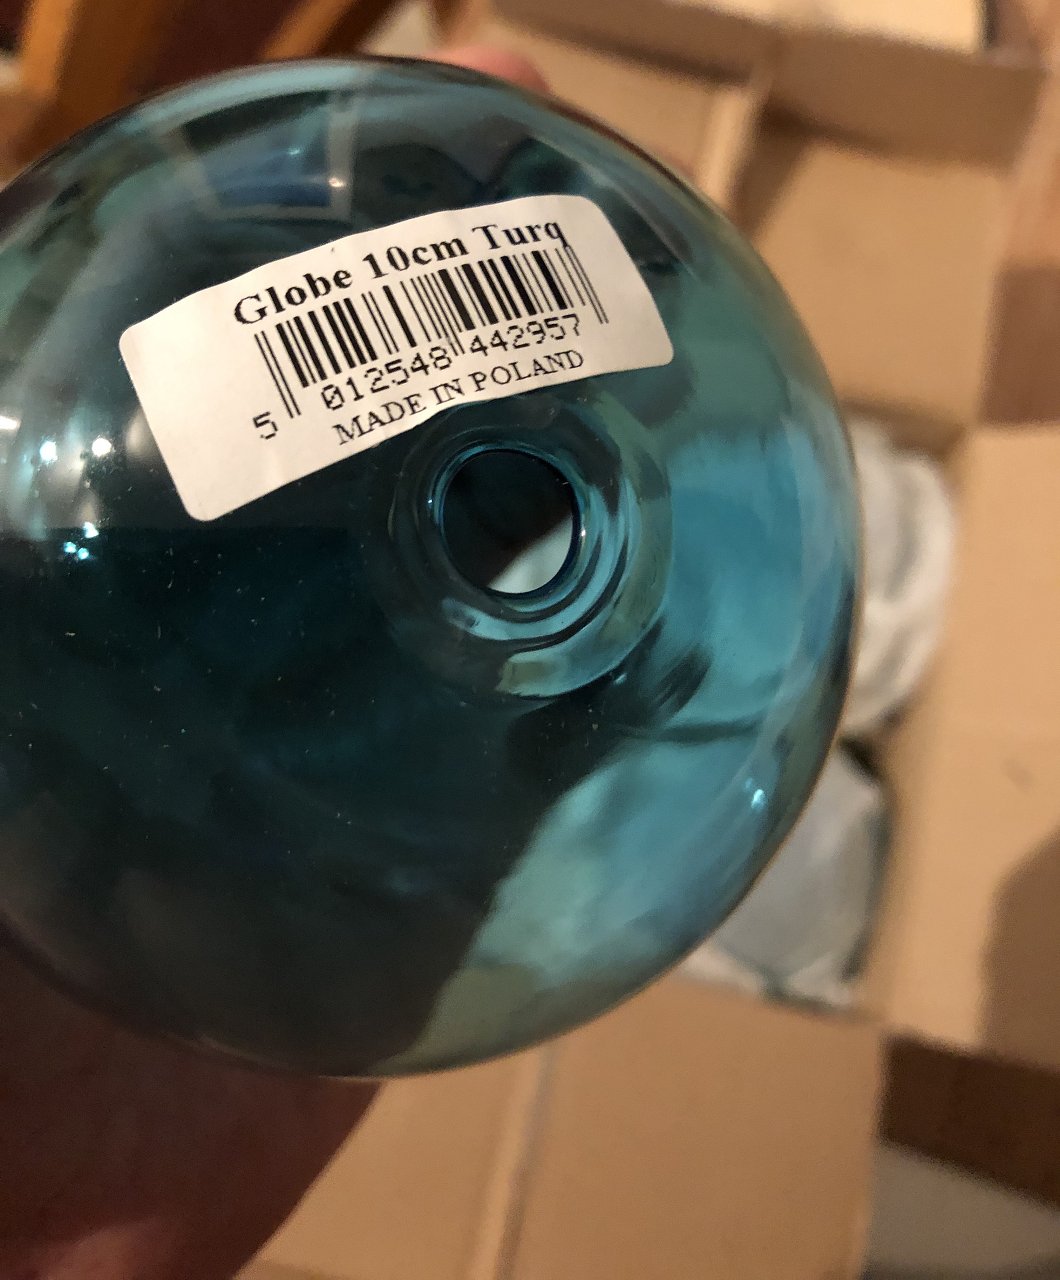 Globe 10cm Turq
5 012548 442957
MADE IN POLAND